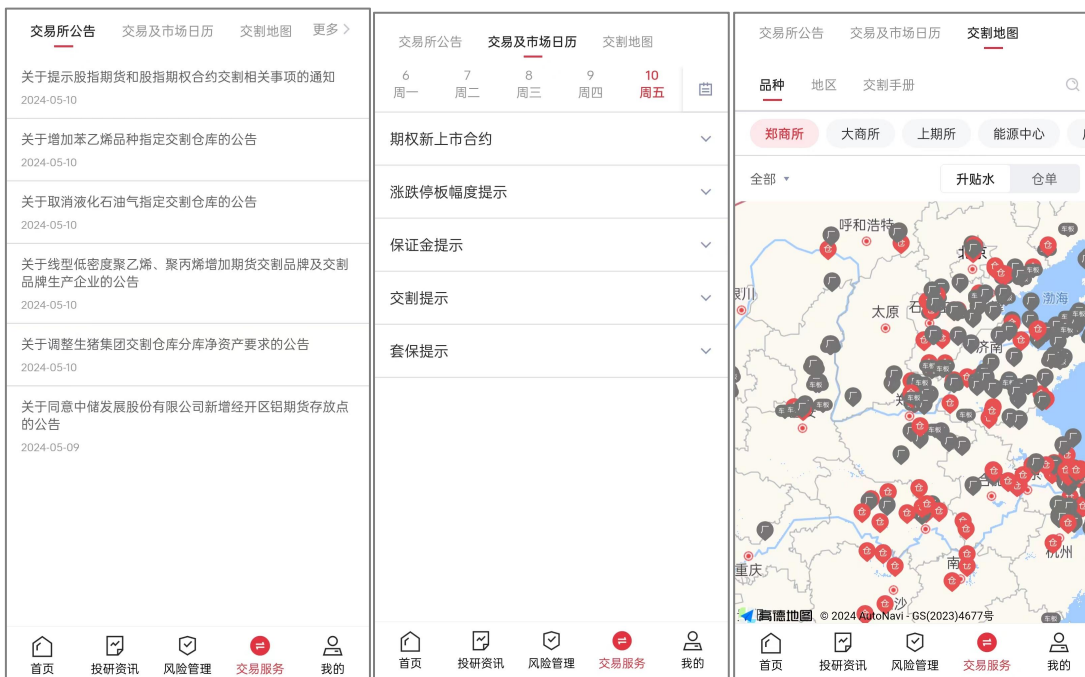 交易所公告 交易及市场日历 交割地图 更多
关于提示股指期货和股指期权合约交割相关事项的通知
2024-05-10
关于增加苯乙烯品种指定交割仓库的公告
2024-05-10
关于取消液化石油气指定交割仓库的公告
2024-05-10
关于线型低密度聚乙烯、聚丙烯增加期货交割品牌及交割
品牌生产企业的公告
2024-05-10
关于调整生猪集团交割仓库分库净资产要求的公告
2024-05-10
关于同意中储发展股份有限公司新增经开区铝期货存放点
的公告
2024-05-09
首页 投研资讯 风险管理 交易服务 我的
交易所公告 交易及市场日历 交割地图
6 7 8 9 10
周一 周二 周三 周四 周五
期权新上市合约
涨跌停板幅度提示
保证金提示
交割提示
套保提示
首页 投研资讯 风险管理 交易服务 我的
交易所公告 交易及市场日历 交割地图
品种 地区 交割手册
郑商所 大商所 上期所 能源中心
全部 升贴水 仓单
呼和浩特
北京
银川
渤海
太原
石
济南
郑
杭州
南
重庆
沙
高德地图 © 2024 AutoNavi - GS(2023)4677号
首页 投研资讯 风险管理 交易服务 我的